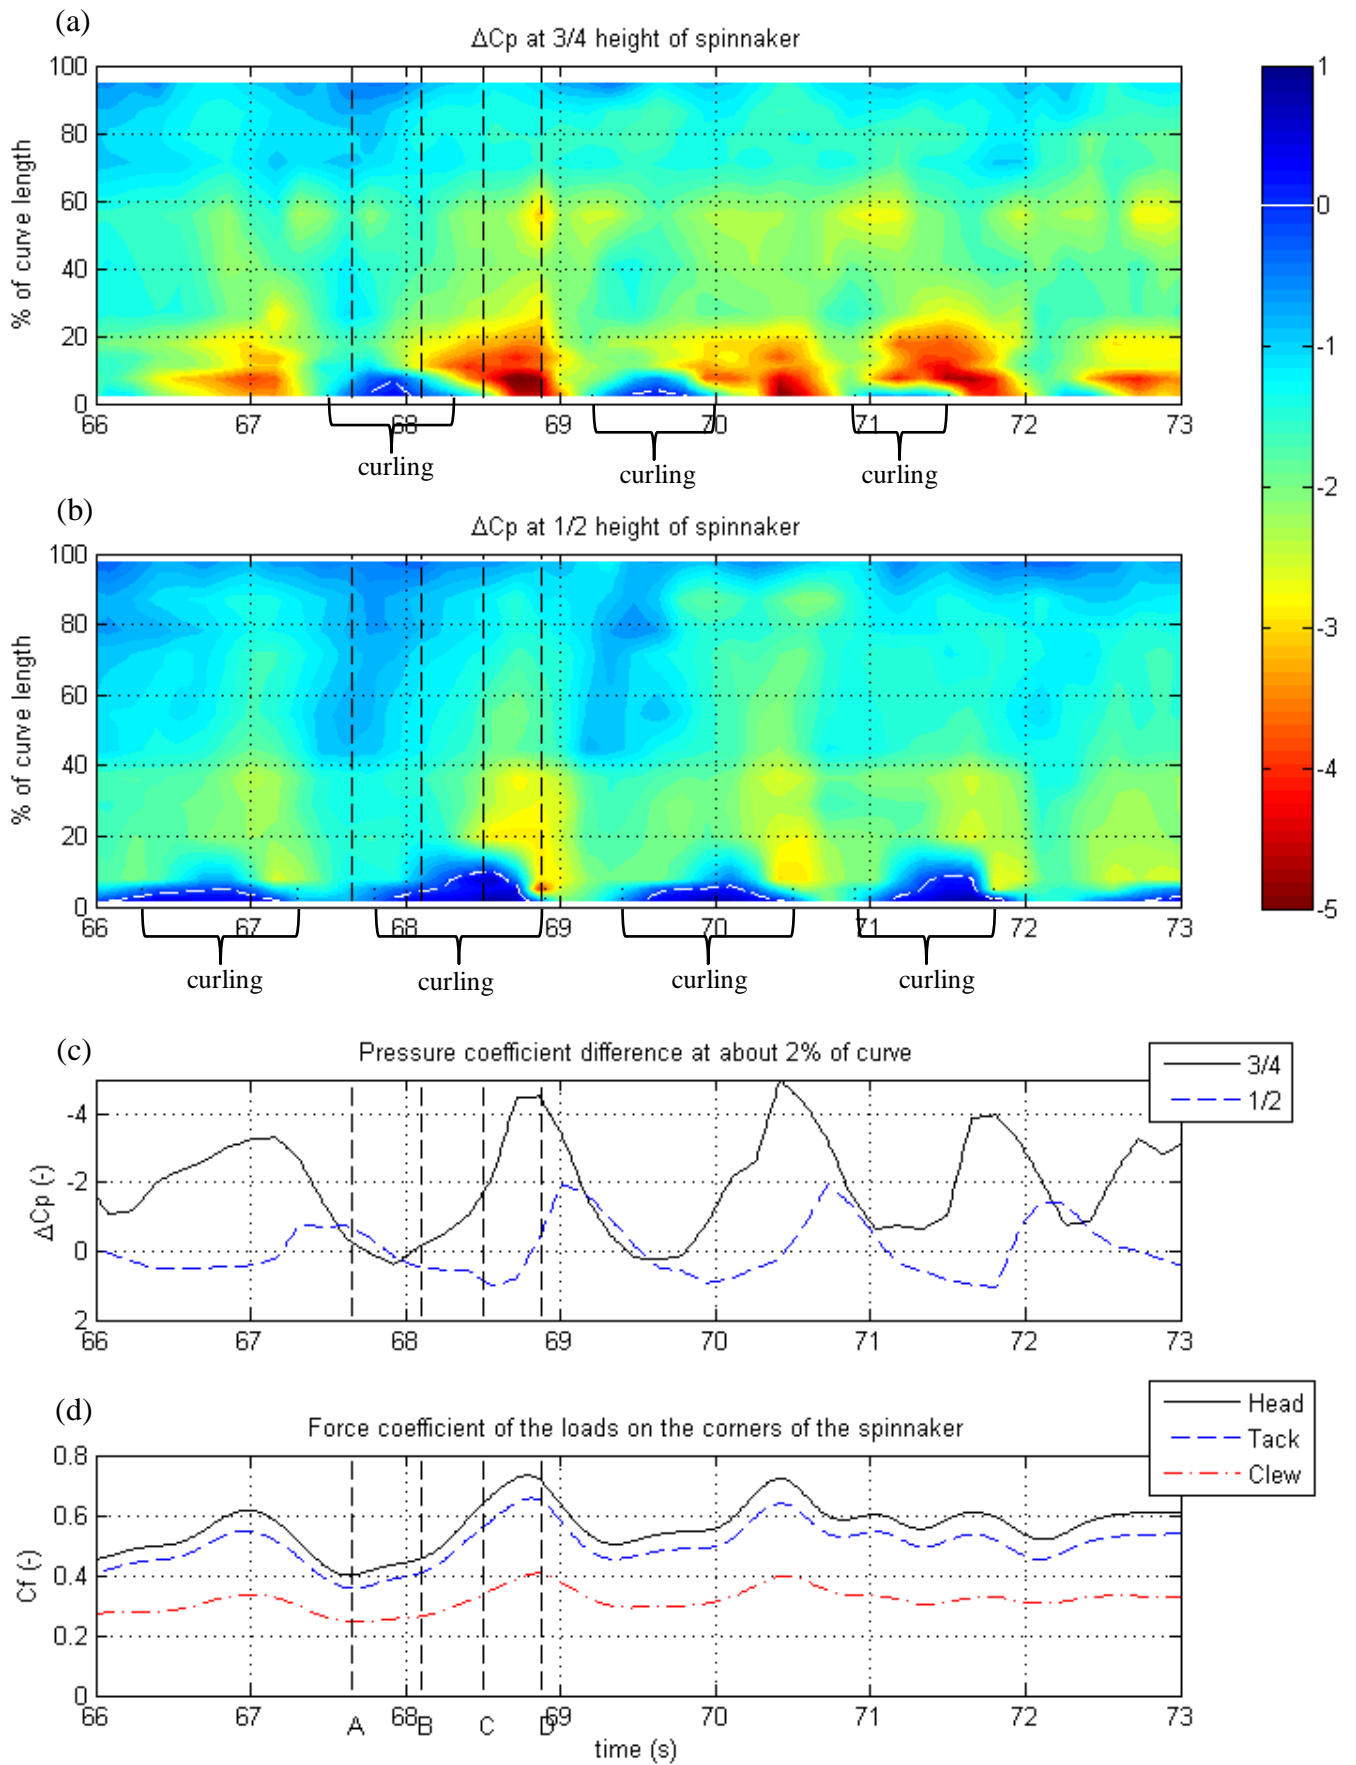 (a)
ΔCp at 3/4 height of spinnaker
100
80
60
40
20
0
% of curve length
66 67 68 69 70 71 72 73
curling curling curling
1
0
-1
-2
-3
-4
-5
(b)
ΔCp at 1/2 height of spinnaker
100
80
60
40
20
0
% of curve length
66 67 68 69 70 71 72 73
curling curling curling curling
(c)
Pressure coefficient difference at about 2% of curve
3/4
1/2
-4
-2
0
2
ΔCp (-)
66 67 68 69 70 71 72 73
(d)
Force coefficient of the loads on the corners of the spinnaker
Head
Tack
Clew
0.8
0.6
0.4
0.2
0
Cf (-)
66 67 68 69 70 71 72 73
A B C D
time (s)